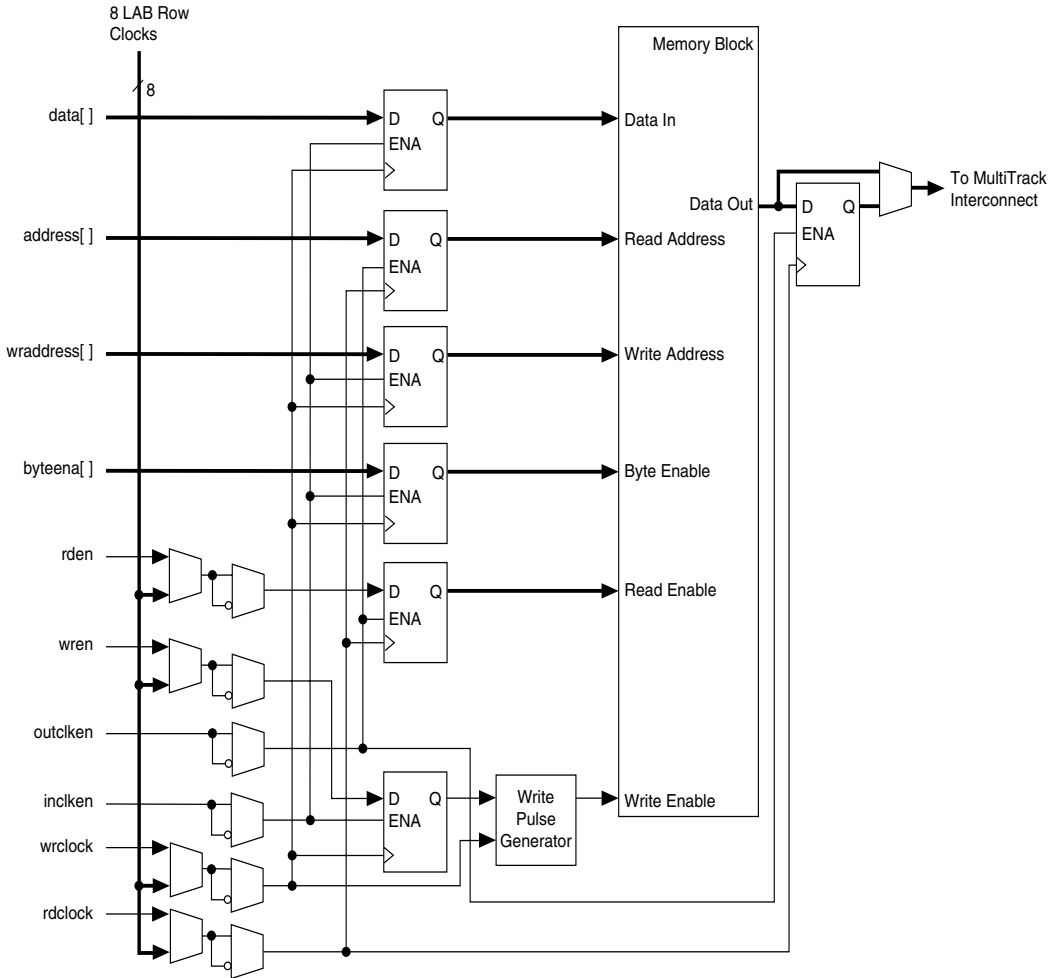 8 LAB Row
Clocks
8
Memory Block
data[ ]
D Q
ENA
Data In
To MultiTrack
Interconnect
Data Out
D Q
ENA
address[ ]
D Q
ENA
Read Address
wraddress[ ]
D Q
ENA
Write Address
byteena[ ]
D Q
ENA
Byte Enable
rden
D Q
ENA
Read Enable
wren
outclken
inclken
D Q
ENA
Write
Pulse
Generator
Write Enable
wrclock
rdclock